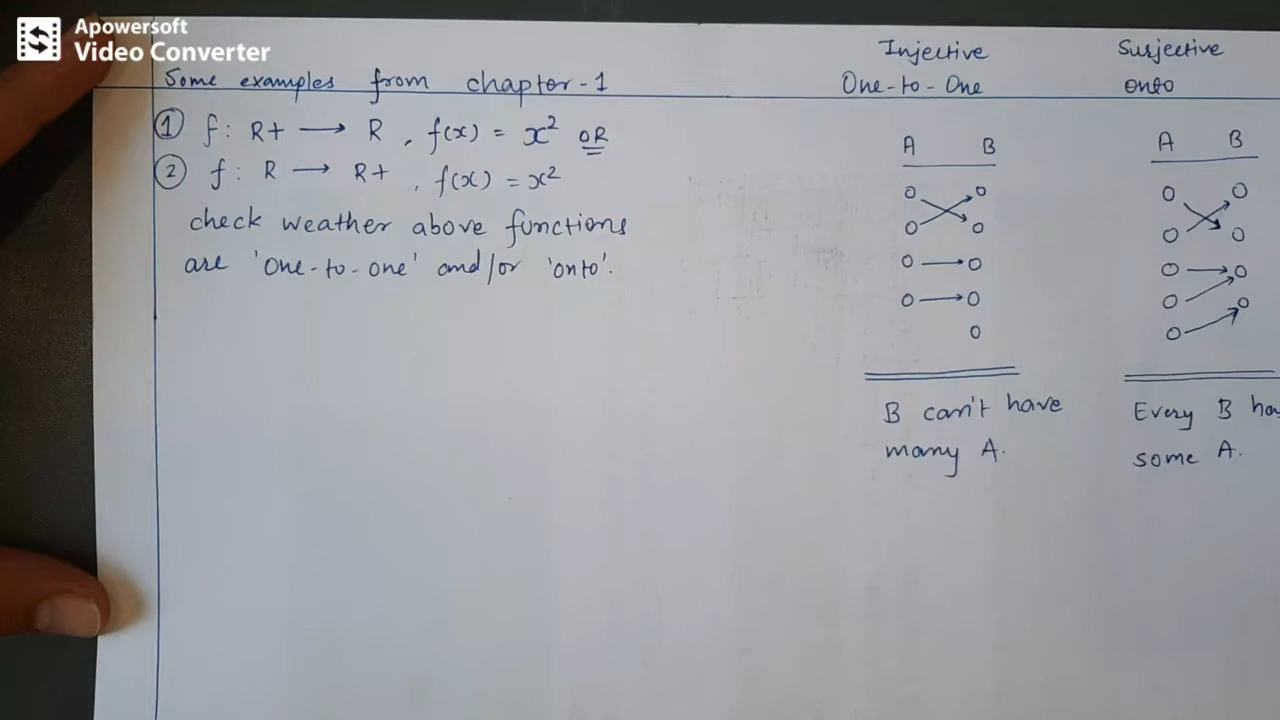 Apowersoft
Video Converter
Some examples from chapter-1
① f: R+ → R , f(x) = x² OR
② f: R → R+ , f(x) = x²
check weather above functions
are 'one-to-one' and/or 'onto'.
Injective
One-to-One
A B
B can't have
many A.
Surjective
onto
A B
Every B ha
some A.